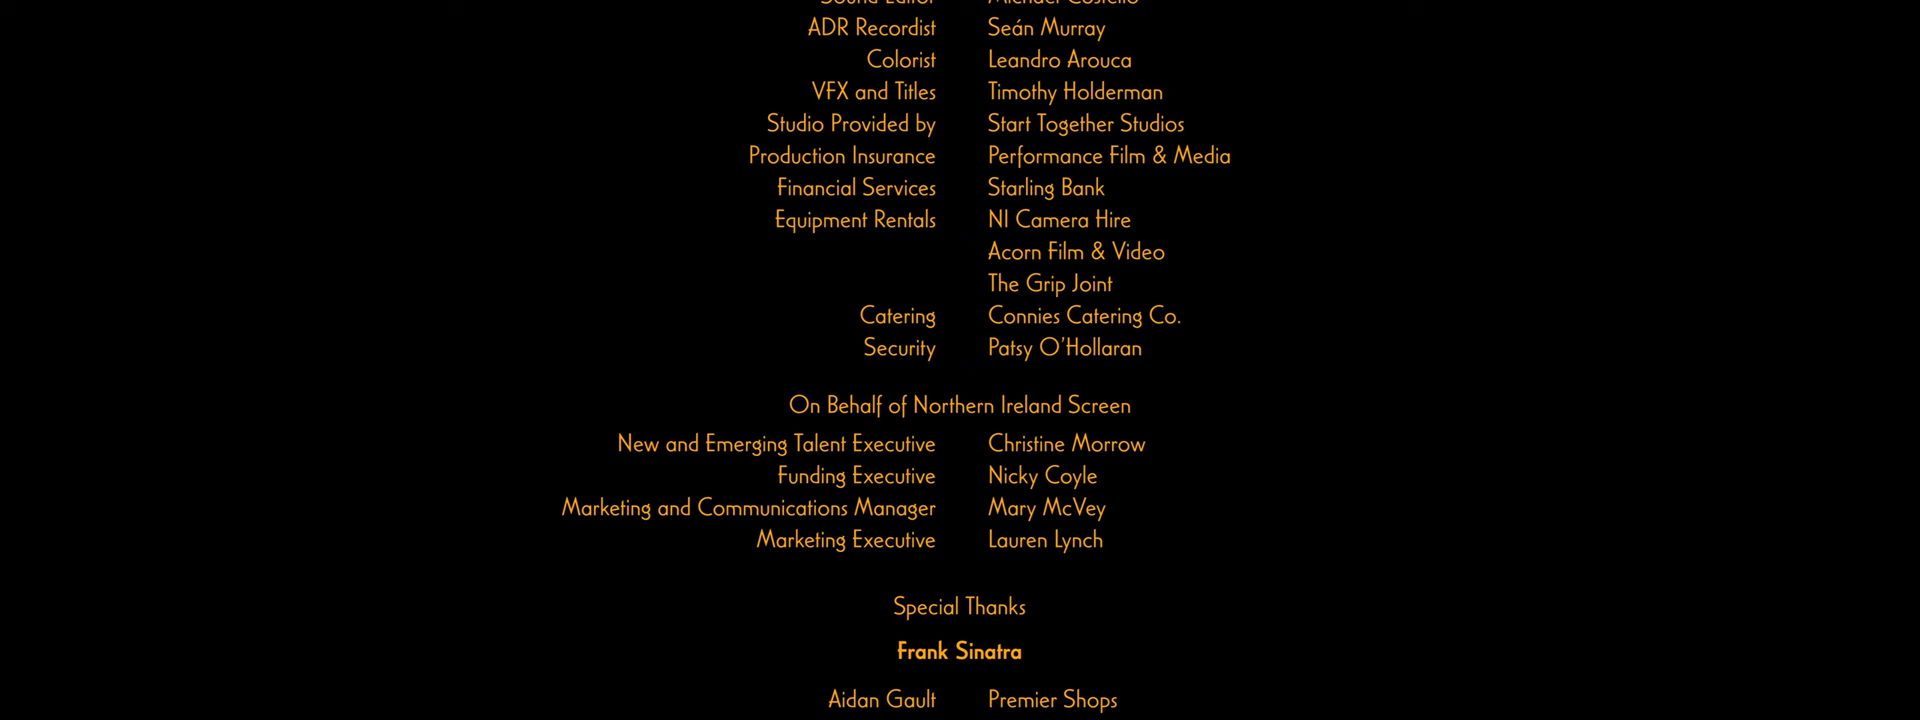 Sound Editor Michael Costello
ADR Recordist Seán Murray
Colorist Leandro Arouca
VFX and Titles Timothy Holderman
Studio Provided by Start Together Studios
Production Insurance Performance Film & Media
Financial Services Starling Bank
Equipment Rentals NI Camera Hire
Acorn Film & Video
The Grip Joint
Catering Connies Catering Co.
Security Patsy O'Hollaran
On Behalf of Northern Ireland Screen
New and Emerging Talent Executive Christine Morrow
Funding Executive Nicky Coyle
Marketing and Communications Manager Mary McVey
Marketing Executive Lauren Lynch
Special Thanks
Frank Sinatra
Aidan Gault Premier Shops